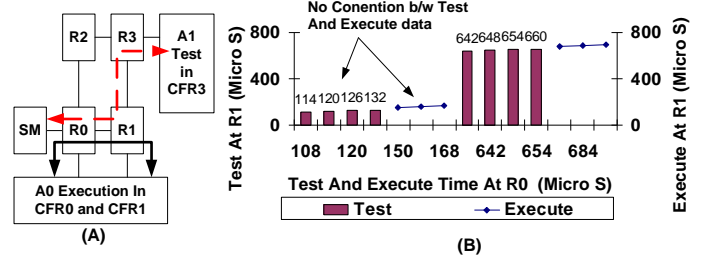 R2
R3
A1
Test
in
CFR3
SM
R0
R1
A0 Execution In
CFR0 and CFR1
(A)
No Conention b/w Test
And Execute data
Test At R1 (Micro S)
800
400
0
114 120 126 132
642 648 654 660
800
400
0
Execute At R1 (Micro S)
108 120 150 168 642 654 684
Test And Execute Time At R0 (Micro S)
Test Execute
(B)